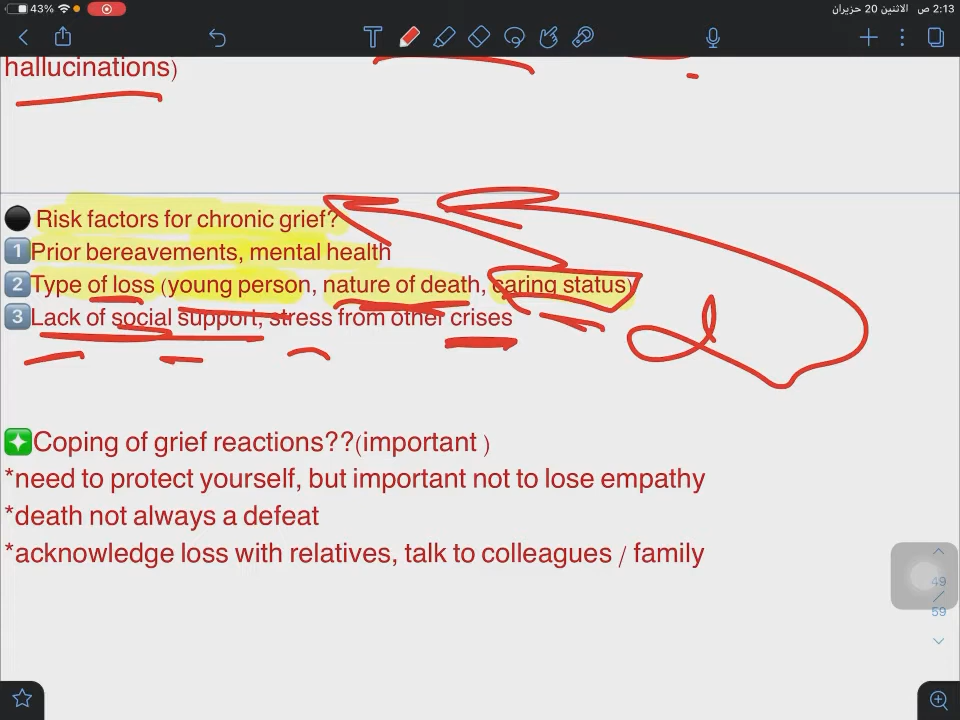 43%
2:13 ص الاثنين 20 حزيران
hallucinations)
Risk factors for chronic grief?
1 Prior bereavements, mental health
2 Type of loss (young person, nature of death, caring status)
3 Lack of social support, stress from other crises
Coping of grief reactions??(important )
*need to protect yourself, but important not to lose empathy
*death not always a defeat
*acknowledge loss with relatives, talk to colleagues / family
49
/
59